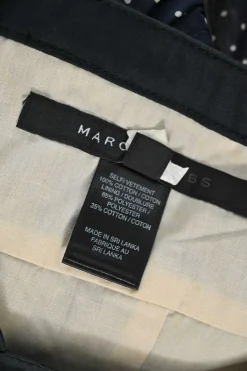 MARC
BS
SELF/ VETEMENT
100% COTTON / COTON
LINING / DOUBLURE
65% POLYESTER
/ POLYESTER
35% COTTON / COTON
MADE IN
SRI LANKA
FABRIQUE AU
SRI LANKA